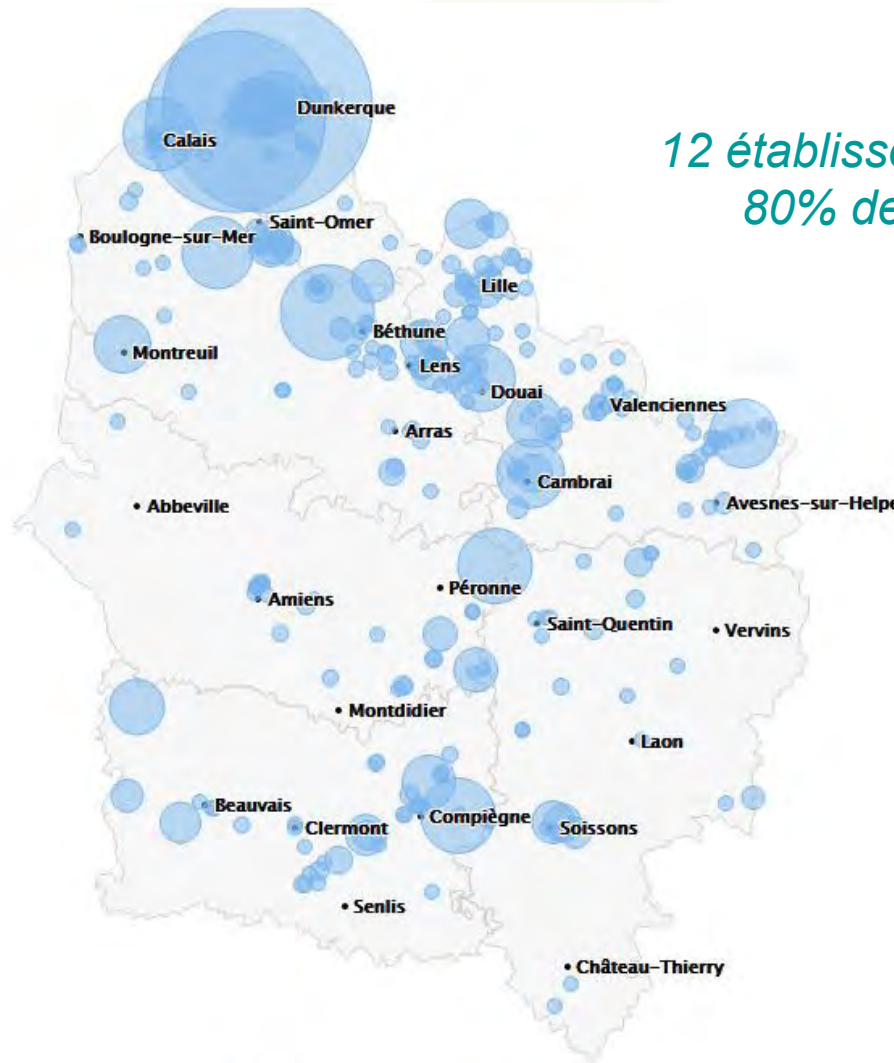 Dunkerque
Calais
12 établiss
80% de
Saint-Omer
Boulogne-sur-Mer
Lille
Béthune
Montreuil
Lens
Douai
Valenciennes
Arras
Cambrai
Abbeville
Avesnes-sur-Helpe
Péronne
Amiens
Saint-Quentin
Vervins
Montdidier
Laon
Beauvais
Compiègne
Clermont
Soissons
Senlis
Château-Thierry